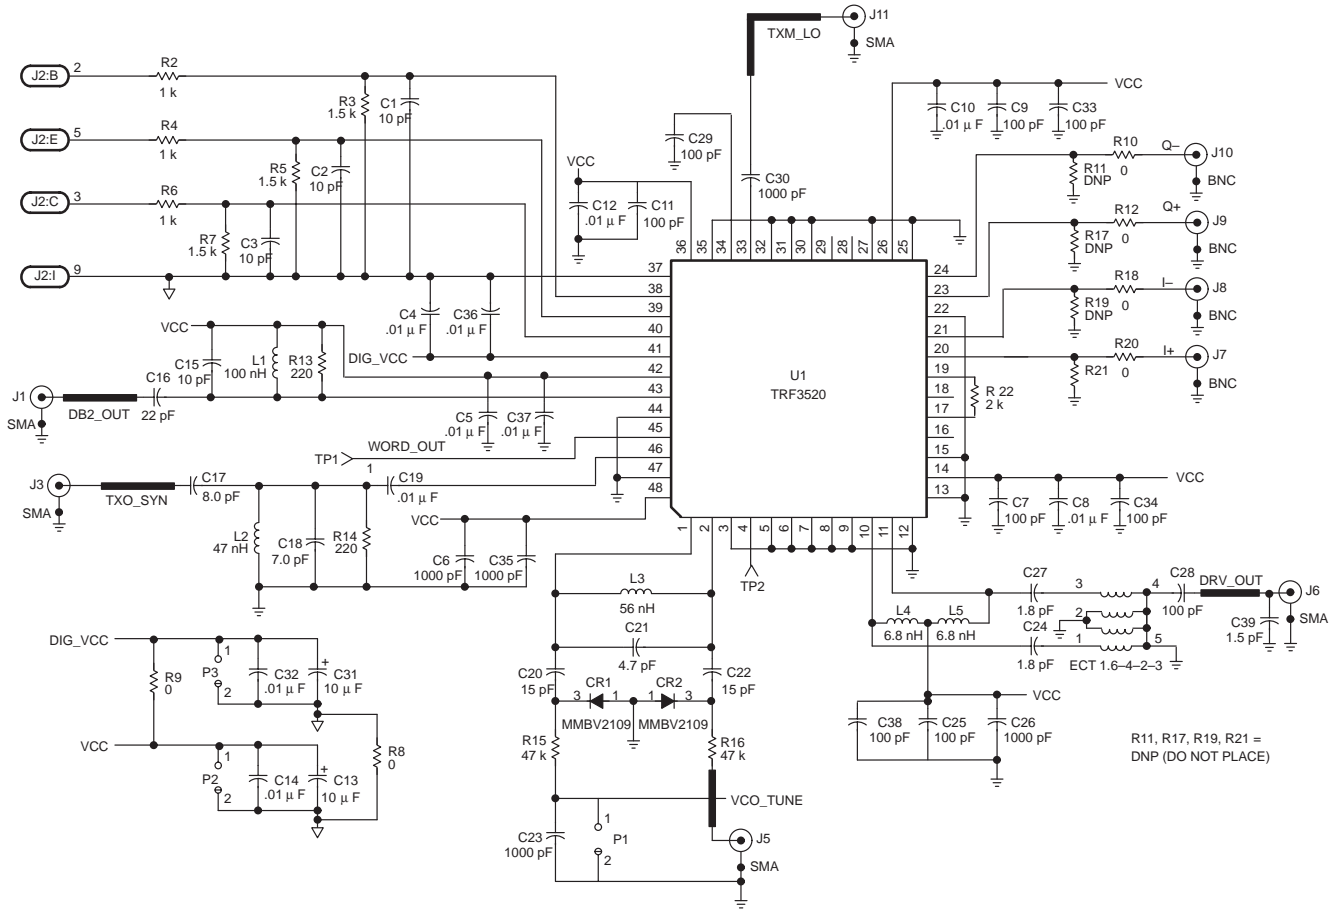 J11
TXM_LO
SMA
J2:B
2
R2
1 k
R3
1.5 k
C1
10 pF
VCC
C10
.01 µ F
C9
100 pF
C33
100 pF
J2:E
5
R4
1 k
R5
1.5 k
C2
10 pF
C29
100 pF
C30
1000 pF
R10
0
Q–
J10
R11
DNP
BNC
J2:C
3
R6
1 k
R7
1.5 k
C3
10 pF
VCC
C12
.01 µ F
C11
100 pF
R12
0
Q+
J9
R17
DNP
BNC
36
35
34
33
32
31
30
29
28
27
26
25
J2:I
9
37
38
39
40
41
42
43
44
45
46
47
48
24
23
22
21
20
19
18
17
16
15
14
13
R18
0
I–
J8
R19
DNP
BNC
C4
.01 µ F
C36
.01 µ F
DIG_VCC
R20
0
I+
J7
R21
BNC
U1
TRF3520
R 22
2 k
VCC
C15
10 pF
L1
100 nH
R13
220
J1
SMA
DB2_OUT
C16
22 pF
C5
.01 µ F
C37
.01 µ F
WORD_OUT
TP1
J3
SMA
TXO_SYN
C17
8.0 pF
1
C19
.01 µ F
L2
47 nH
C18
7.0 pF
R14
220
VCC
C6
1000 pF
C35
1000 pF
VCC
C7
100 pF
C8
.01 µ F
C34
100 pF
1
2
3
4
5
6
7
8
9
10
11
12
TP2
L3
56 nH
C21
4.7 pF
C20
15 pF
C22
15 pF
3
CR1
1
1
CR2
3
MMBV2109
MMBV2109
R15
47 k
R16
47 k
VCO_TUNE
C23
1000 pF
1
P1
2
J5
SMA
L4
6.8 nH
L5
6.8 nH
C27
1.8 pF
C24
1.8 pF
3
2
1
4
5
ECT 1.6–4–2–3
C28
100 pF
DRV_OUT
J6
SMA
C39
1.5 pF
VCC
C38
100 pF
C25
100 pF
C26
1000 pF
DIG_VCC
R9
0
1
P3
2
C32
.01 µ F
+
C31
10 µ F
VCC
1
P2
2
C14
.01 µ F
+
C13
10 µ F
R8
0
R11, R17, R19, R21 =
DNP (DO NOT PLACE)